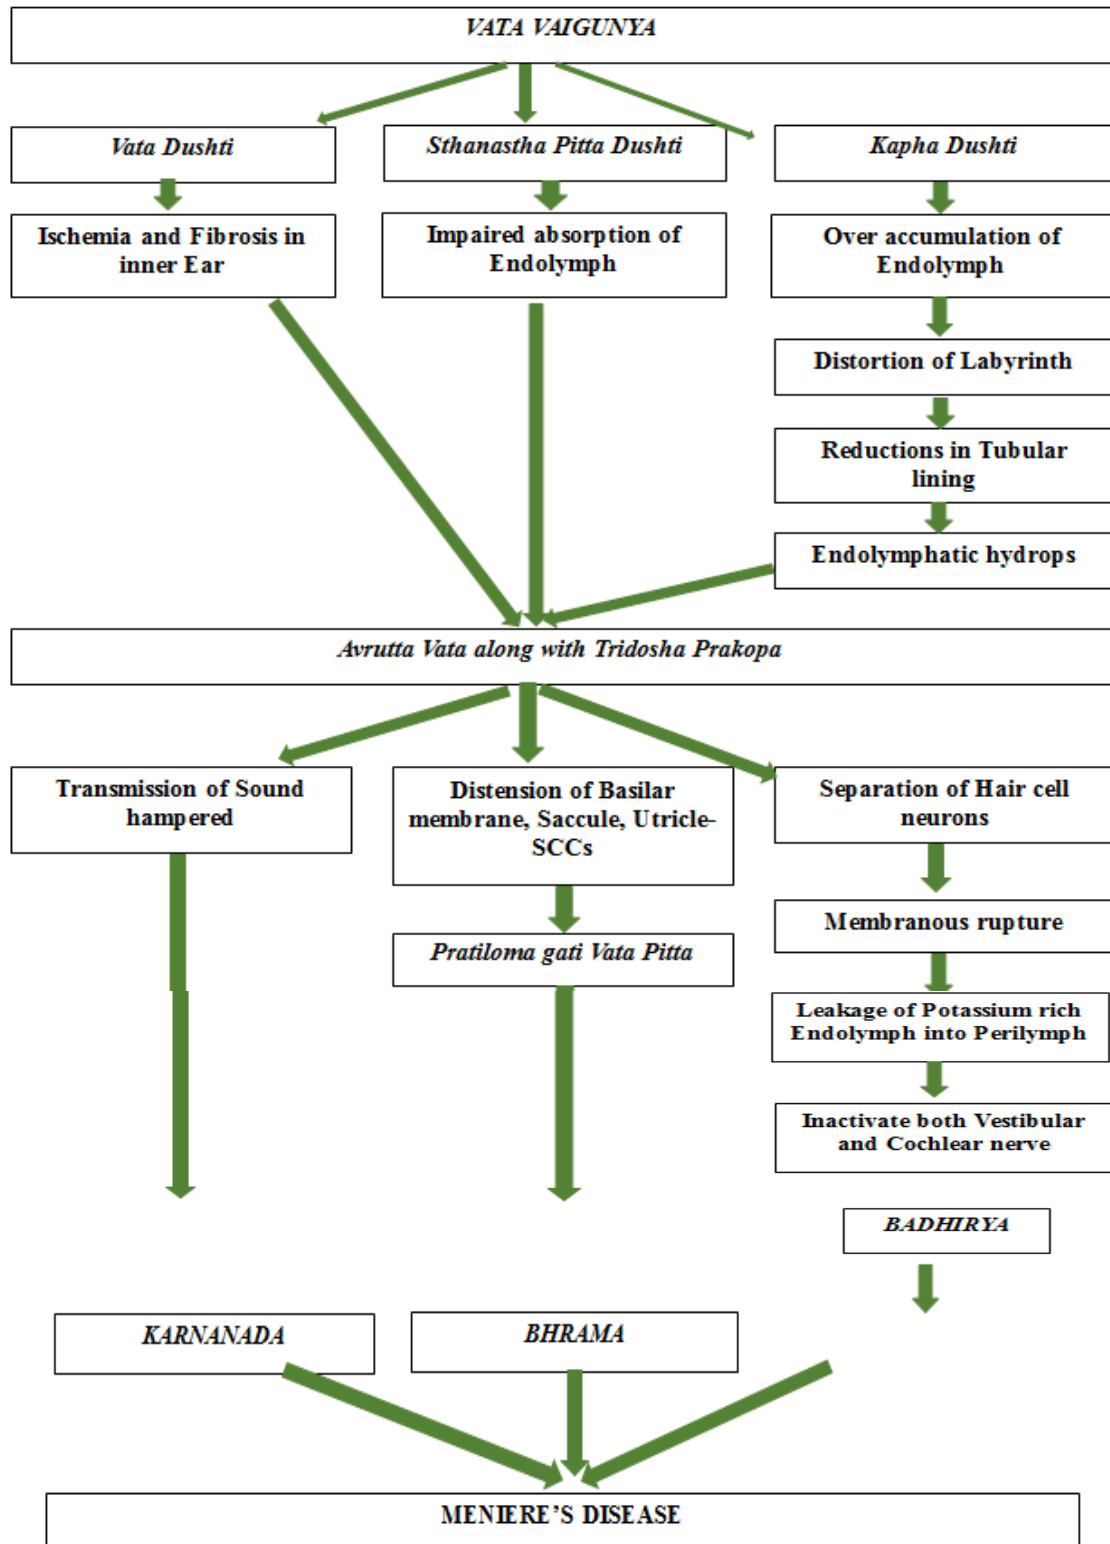 VATA VAIGUNYA
Vata Dushti
Sthanastha Pitta Dushti
Kapha Dushti
Ischemia and Fibrosis in
inner Ear
Impaired absorption of
Endolymph
Over accumulation of
Endolymph
Distortion of Labyrinth
Reductions in Tubular
lining
Endolymphatic hydrops
Avrutta Vata along with Tridosha Prakopa
Transmission of Sound
hampered
Distension of Basilar
membrane, Saccule, Utricle-
SCCs
Separation of Hair cell
neurons
Pratiloma gati Vata Pitta
Membranous rupture
Leakage of Potassium rich
Endolymph into Perilymph
Inactivate both Vestibular
and Cochlear nerve
BADHIRYA
KARNANADA
BHRAMA
MENIERE’S DISEASE